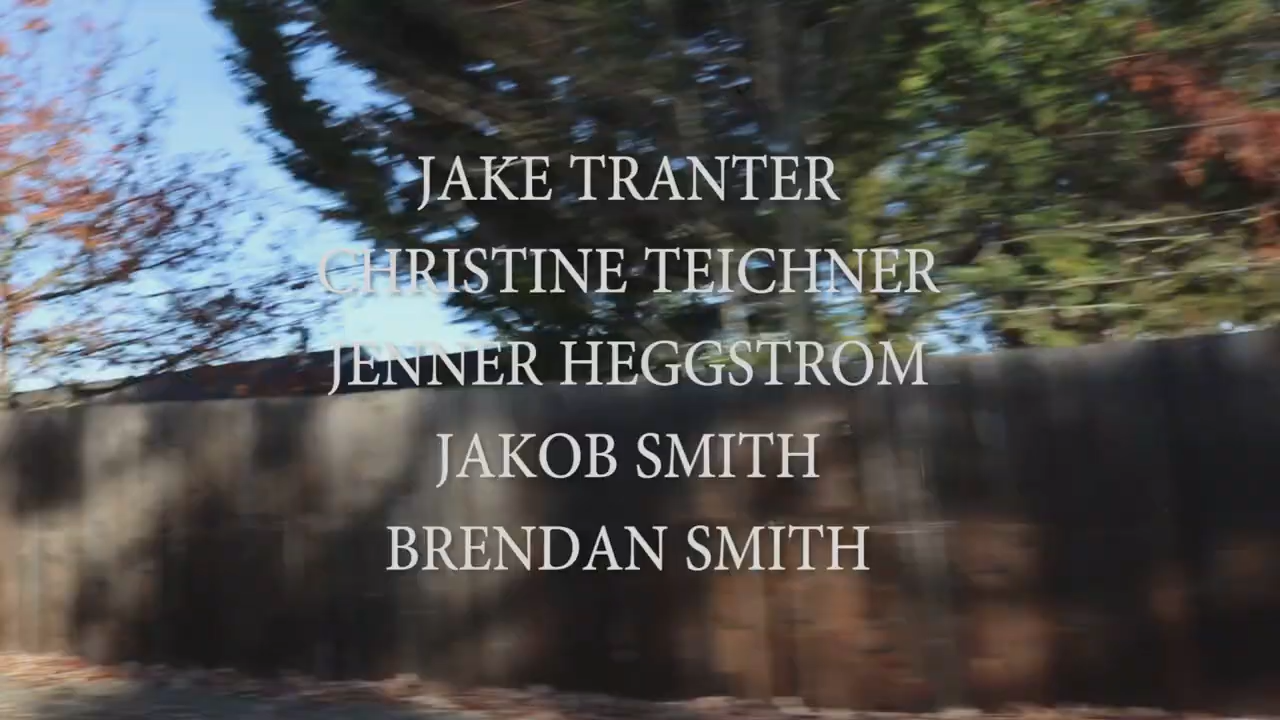 JAKE TRANTER
CHRISTINE TEICHNER
JENNER HEGGSTROM
JAKOB SMITH
BRENDAN SMITH